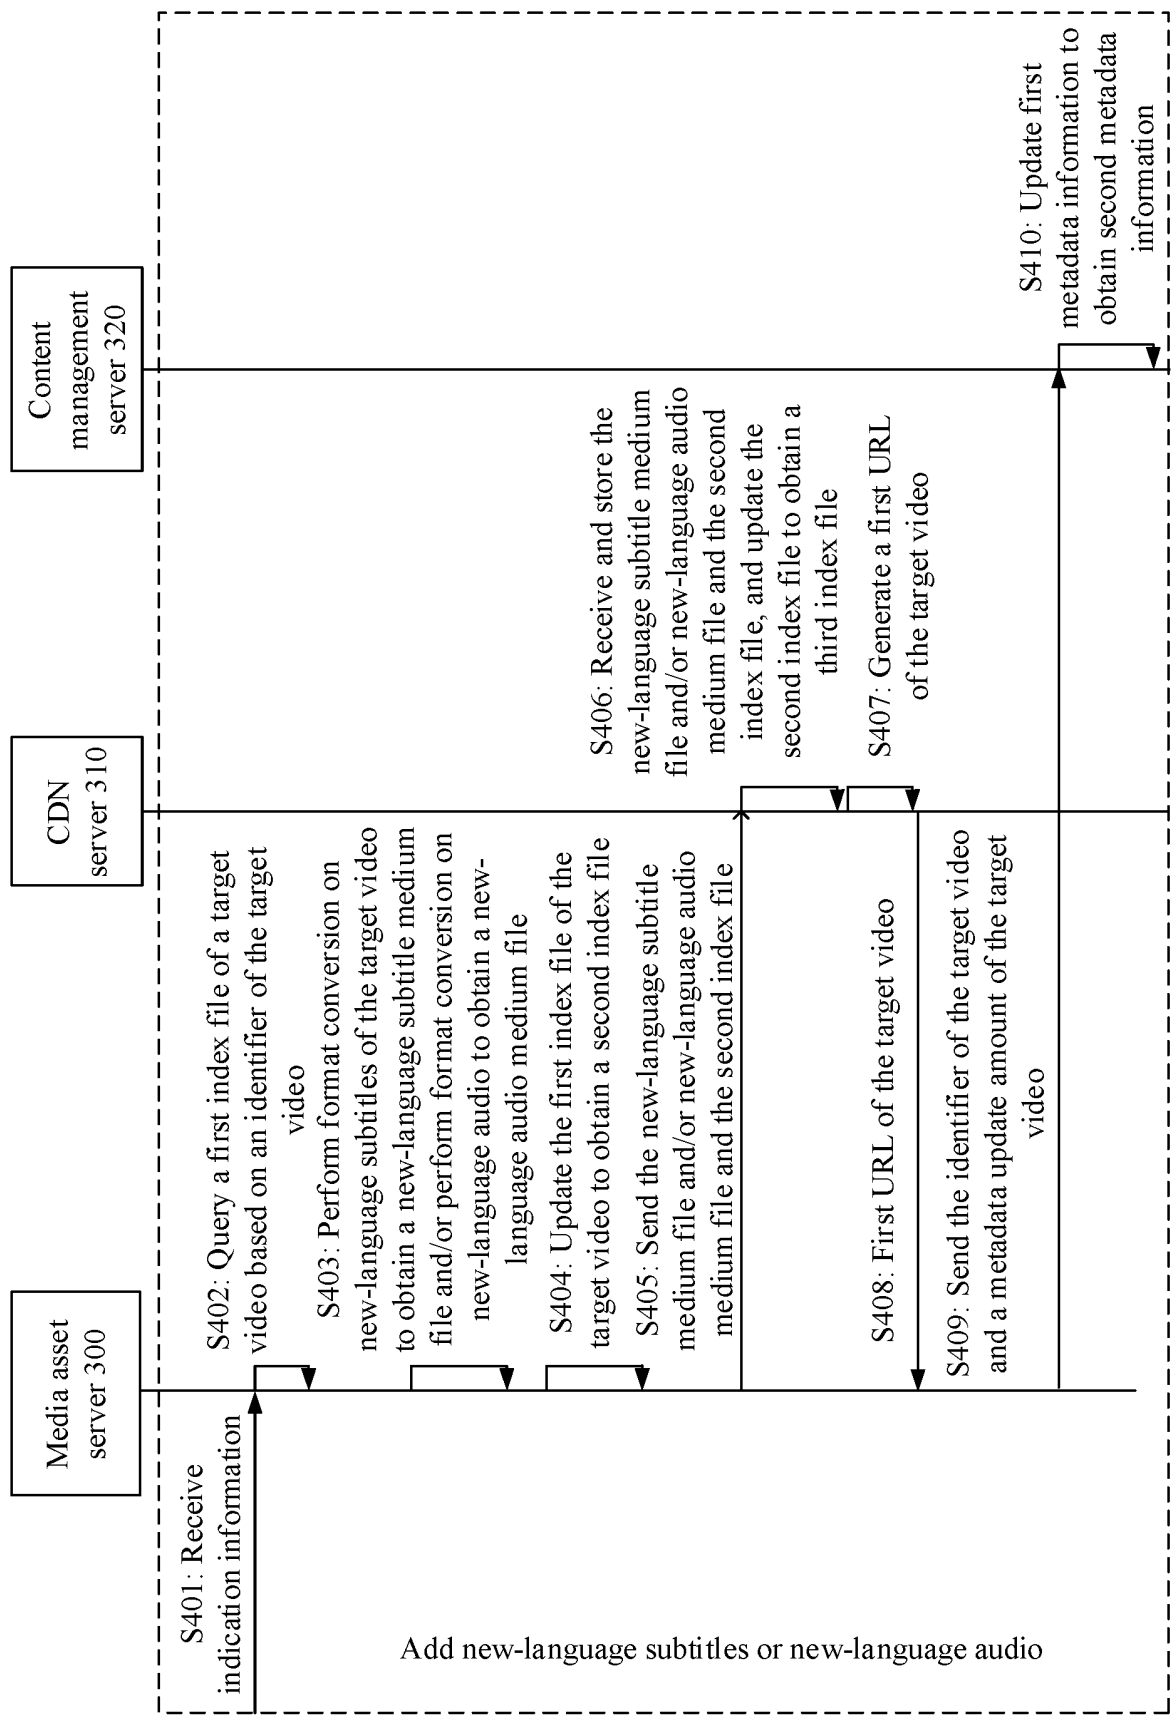 Media asset
server 300
CDN
server 310
Content
management
server 320
S401: Receive
indication information
S402: Query a first index file of a target
video based on an identifier of the target
video
S403: Perform format conversion on
new-language subtitles of the target video
to obtain a new-language subtitle medium
file and/or perform format conversion on
new-language audio to obtain a new-
language audio medium file
S404: Update the first index file of the
target video to obtain a second index file
S405: Send the new-language subtitle
medium file and/or new-language audio
medium file and the second index file
S406: Receive and store the
new-language subtitle medium
file and/or new-language audio
medium file and the second
index file, and update the
second index file to obtain a
third index file
S407: Generate a first URL
of the target video
S408: First URL of the target video
S409: Send the identifier of the target video
and a metadata update amount of the target
video
S410: Update first
metadata information to
obtain second metadata
information
Add new-language subtitles or new-language audio